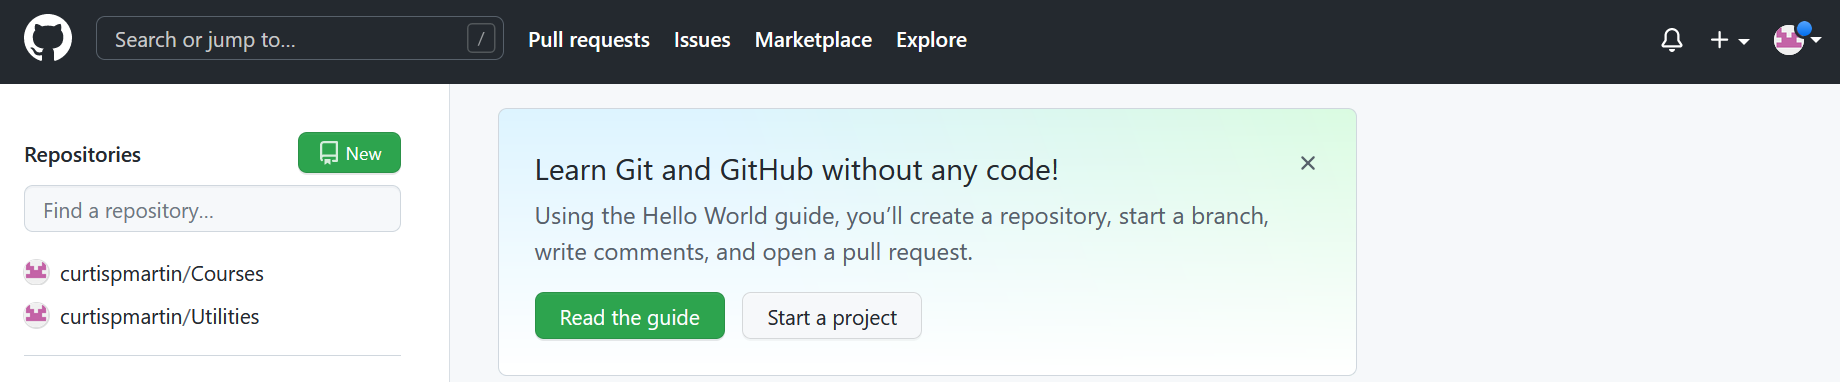 Search or jump to... /
Pull requests
Issues
Marketplace
Explore
Repositories
New
Find a repository...
curtispmartin/Courses
curtispmartin/Utilities
Learn Git and GitHub without any code!
Using the Hello World guide, you’ll create a repository, start a branch,
write comments, and open a pull request.
Read the guide
Start a project